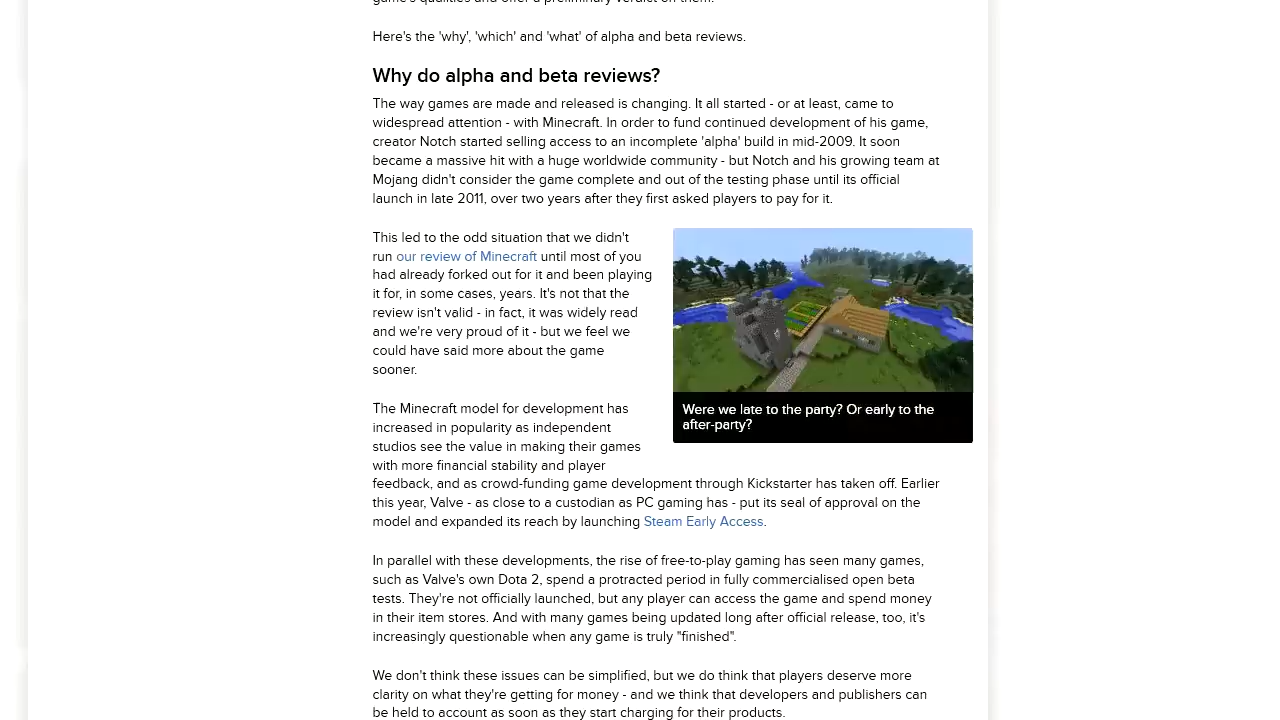 game's qualities and offer a preliminary verdict on them.
Here's the 'why', 'which' and 'what' of alpha and beta reviews.
Why do alpha and beta reviews?
The way games are made and released is changing. It all started - or at least, came to
widespread attention - with Minecraft. In order to fund continued development of his game,
creator Notch started selling access to an incomplete 'alpha' build in mid-2009. It soon
became a massive hit with a huge worldwide community - but Notch and his growing team at
Mojang didn't consider the game complete and out of the testing phase until its official
launch in late 2011, over two years after they first asked players to pay for it.
This led to the odd situation that we didn't
run our review of Minecraft until most of you
had already forked out for it and been playing
it for, in some cases, years. It's not that the
review isn't valid - in fact, it was widely read
and we're very proud of it - but we feel we
could have said more about the game
sooner.
Were we late to the party? Or early to the
after-party?
The Minecraft model for development has
increased in popularity as independent
studios see the value in making their games
with more financial stability and player
feedback, and as crowd-funding game development through Kickstarter has taken off. Earlier
this year, Valve - as close to a custodian as PC gaming has - put its seal of approval on the
model and expanded its reach by launching Steam Early Access.
In parallel with these developments, the rise of free-to-play gaming has seen many games,
such as Valve's own Dota 2, spend a protracted period in fully commercialised open beta
tests. They're not officially launched, but any player can access the game and spend money
in their item stores. And with many games being updated long after official release, too, it's
increasingly questionable when any game is truly "finished".
We don't think these issues can be simplified, but we do think that players deserve more
clarity on what they're getting for money - and we think that developers and publishers can
be held to account as soon as they start charging for their products.